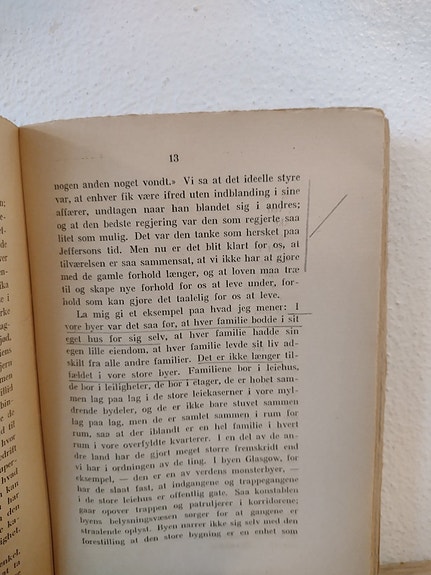 13
nogen anden noget vondt.» Vi sa at det ideelle styre
var, at enhver fik være ifred uten indblanding i sine
affærer, undtagen naar han blandet sig i andres;
og at den bedste regjering var den som regjerte saa
litet som mulig. Det var den tanke som hersket paa
Jeffersons tid. Men nu er det blit klart for os, at
tilværelsen er saa sammensat, at vi ikke har at gjøre
med de gamle forhold længer, og at loven maa træ
til og skape nye forhold for os at leve under, for-
hold som kan gjøre det taalelig for os at leve.
La mig gi et eksempel paa hvad jeg mener: I
vore byer var det saa før, at hver familie bodde i sit
eget hus for sig selv, at hver familie hadde sin
egen lille eiendom, at hver familie levde sit liv ad-
skilt fra alle andre familier. Det er ikke længer til-
fældet i vore store byer. Familiene bor i leiehus,
de bor i leiligheter, de bor i etager, de er hobet sam-
men lag paa lag i de store leiekaserner i vore myl-
drende bydeler, og de er ikke bare stuvet sammen
lag paa lag, men de er samlet sammen i rum for
rum, saa at der iblandt er en hel familie i hvert
rum i vore overfyldte kvarterer. I en del av de an-
dre land har de gjort meget større fremskridt end
vi har i ordningen av de ting. I byen Glasgow, for
eksempel, — den er en av verdens mønsterbyer, —
har de slaat fast, at indgangene og trappegangene
i de store leiehus er offentlig gate. Saa konstablen
gaar opover trappen og patruljerer i korridorene;
byens belysningsvæsen sørger for at gangene er
straalende oplyst. Byen narrer ikke sig selv med den
forestilling at den store bygning er en enhet som